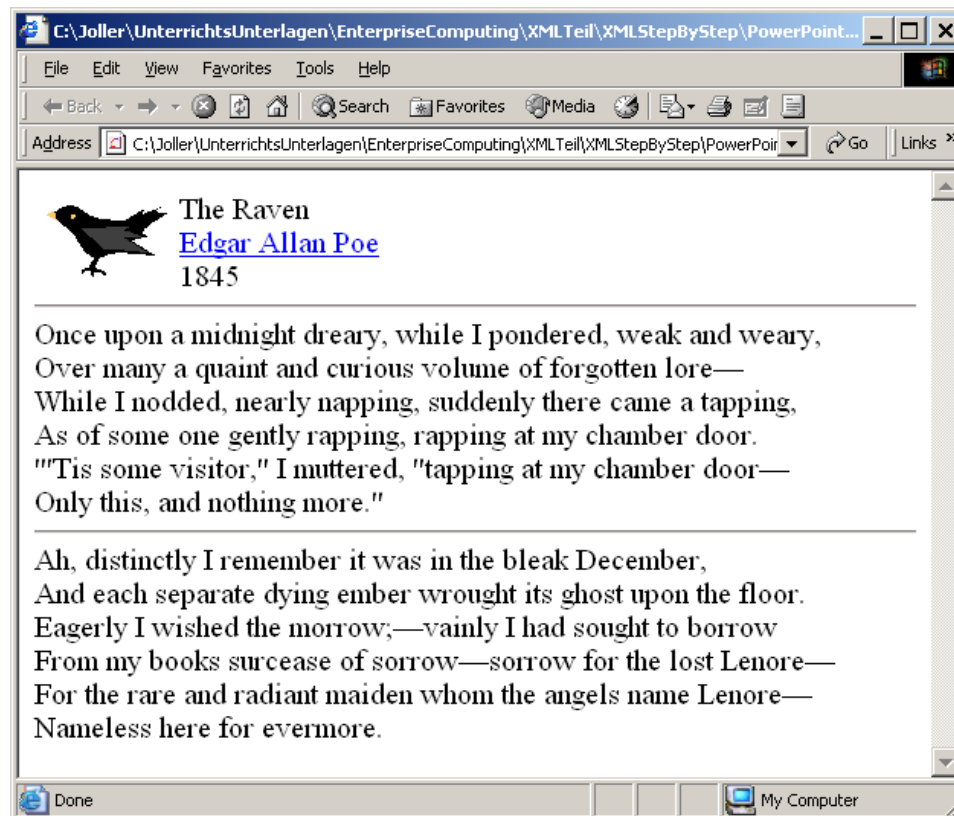 C:\Joller\UnterrichtsUnterlagen\EnterpriseComputing\XMLTeil\XMLStepByStep\PowerPoint...
File Edit View Favorites Tools Help
Back Search Favorites Media
Address C:\Joller\UnterrichtsUnterlagen\EnterpriseComputing\XMLTeil\XMLStepByStep\PowerPoir Go Links »
The Raven
Edgar Allan Poe
1845
Once upon a midnight dreary, while I pondered, weak and weary,
Over many a quaint and curious volume of forgotten lore—
While I nodded, nearly napping, suddenly there came a tapping,
As of some one gently rapping, rapping at my chamber door.
"'Tis some visitor," I muttered, "tapping at my chamber door—
Only this, and nothing more."
Ah, distinctly I remember it was in the bleak December,
And each separate dying ember wrought its ghost upon the floor.
Eagerly I wished the morrow;—vainly I had sought to borrow
From my books surcease of sorrow—sorrow for the lost Lenore—
For the rare and radiant maiden whom the angels name Lenore—
Nameless here for evermore.
Done My Computer